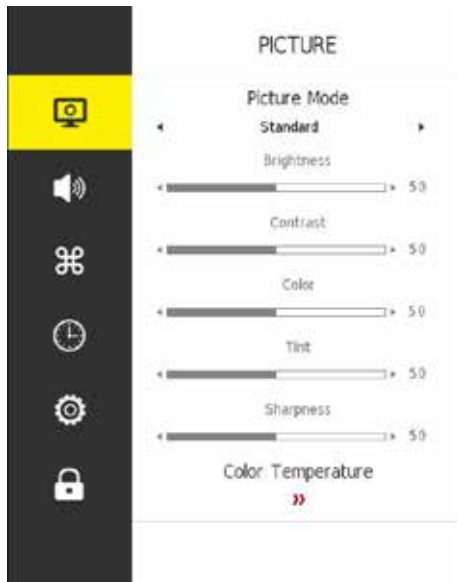 PICTURE
Picture Mode
Standard
Brightness
50
Contrast
50
Color
50
Tint
50
Sharpness
50
Color Temperature